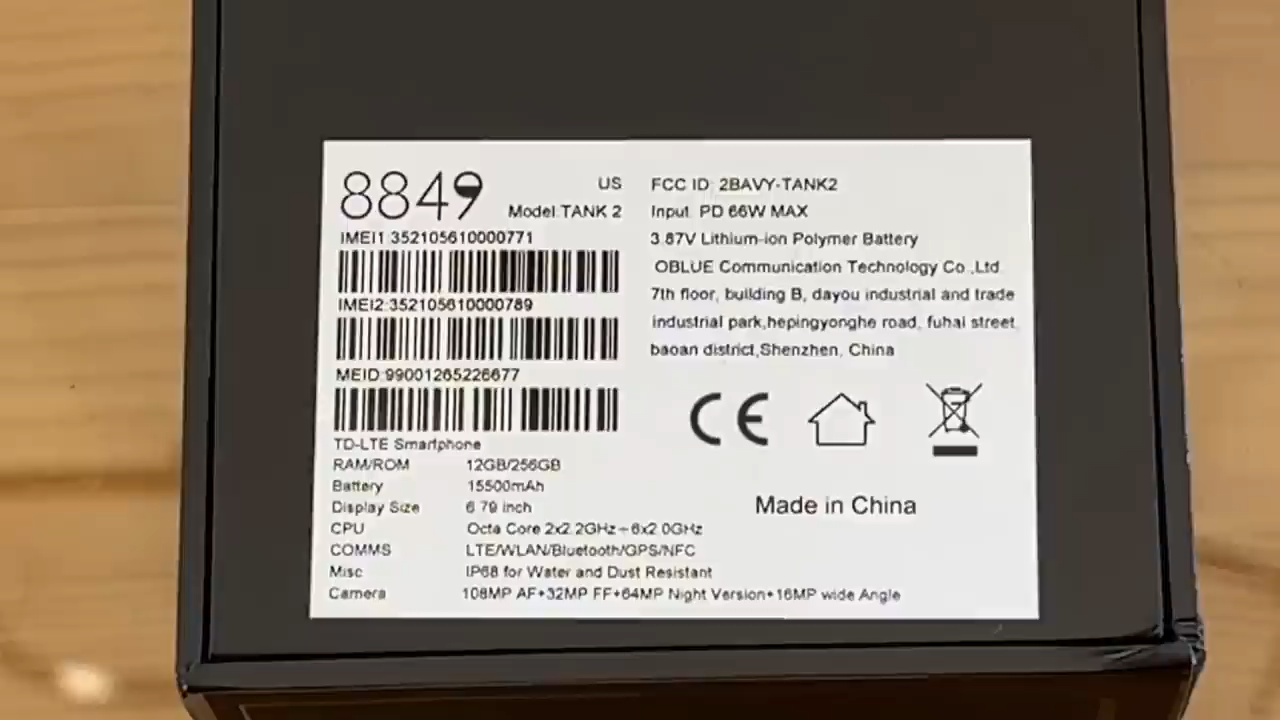 8849
US
Model:TANK 2
IMEI1:352105610000771
IMEI2:352105610000789
MEID:99001265226677
TD-LTE Smartphone
RAM/ROM 12GB/256GB
Battery 15500mAh
Display Size 6.79 inch
CPU Octa Core 2x2.2GHz+6x2.0GHz
COMMS LTE/WLAN/Bluetooth/GPS/NFC
Misc IP68 for Water and Dust Resistant
Camera 108MP AF+32MP FF+64MP Night Version+16MP wide Angle
FCC ID: 2BAVY-TANK2
Input: PD 66W MAX
3.87V Lithium-ion Polymer Battery
OBLUE Communication Technology Co.,Ltd.
7th floor, building B, dayou industrial and trade
industrial park,hepingyonghe road, fuhai street,
baoan district,Shenzhen, China
CE
Made in China